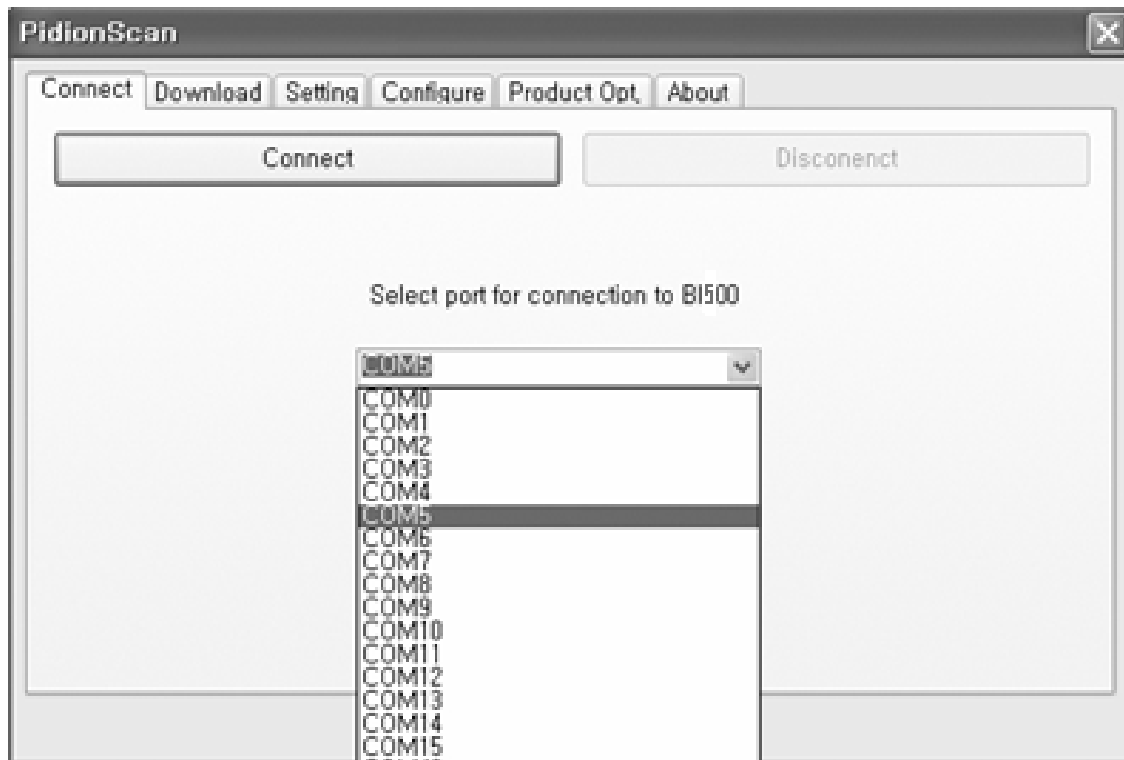 PidionScan
Connect Download Setting Configure Product Opt, About
Connect Disconenct
Select port for connection to BI500
COM5
COM0
COM1
COM2
COM3
COM4
COM5
COM6
COM7
COM8
COM9
COM10
COM11
COM12
COM13
COM14
COM15